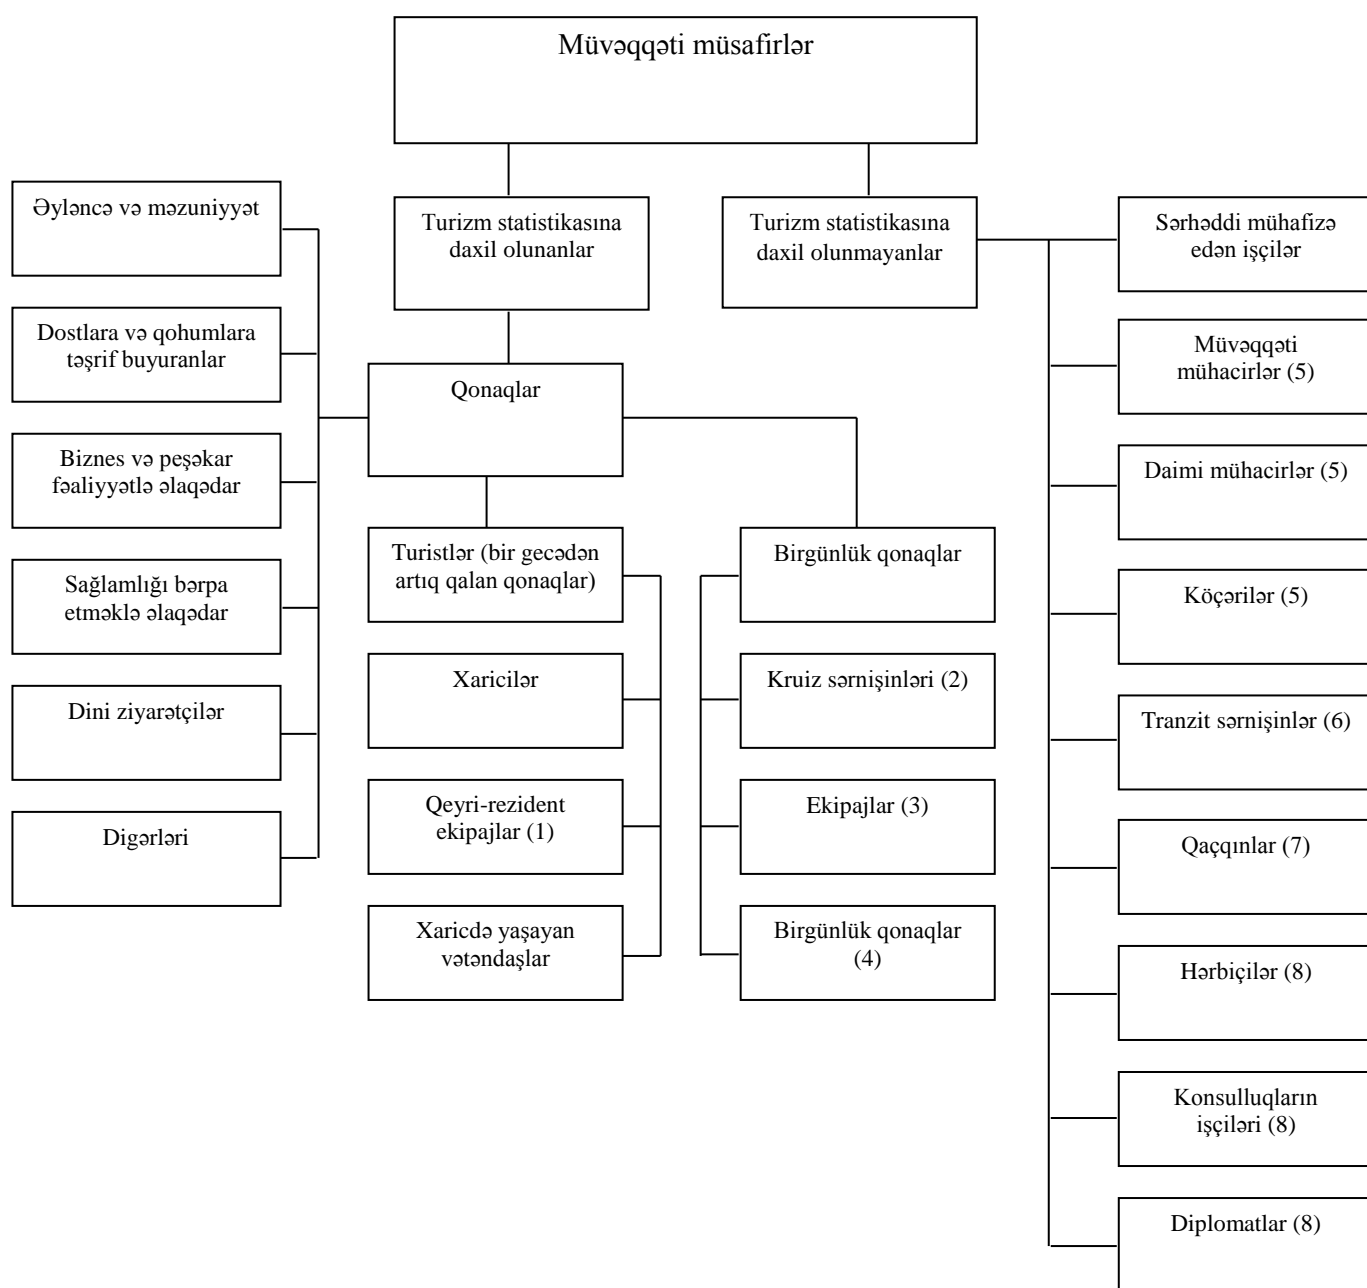 Müvəqqəti müsafirlər
Turizm statistikasına
daxil olunanlar
Turizm statistikasına
daxil olunmayanlar
Əyləncə və məzuniyyət
Dostlara və qohumlara
təşrif buyuranlar
Biznes və peşəkar
fəaliyyətlə əlaqədar
Sağlamlığı bərpa
etməklə əlaqədar
Dini ziyarətçilər
Digərləri
Qonaqlar
Turistlər (bir gecədən
artıq qalan qonaqlar)
Xaricilər
Qeyri-rezident
ekipajlar (1)
Xaricdə yaşayan
vətəndaşlar
Birgünlük qonaqlar
Kruiz sərnişinləri (2)
Ekipajlar (3)
Birgünlük qonaqlar
(4)
Sərhəddi mühafizə
edən işçilər
Müvəqqəti
mühacirlər (5)
Daimi mühacirlər (5)
Köçərilər (5)
Tranzit sərnişinlər (6)
Qaçqınlar (7)
Hərbiçilər (8)
Konsulluqların
işçiləri (8)
Diplomatlar (8)